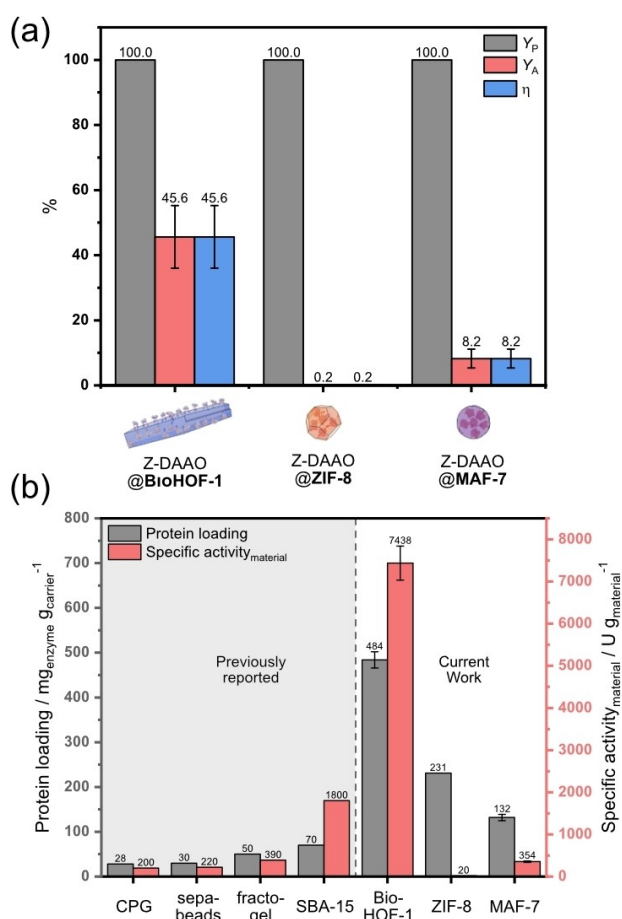 (a)
100.0
100.0
100.0
Y_P
Y_A
η
100
80
60
40
20
0
%
45.6
45.6
0.2
0.2
8.2
8.2
Z-DAAO
@BIOHOF-1
Z-DAAO
@ZIF-8
Z-DAAO
@MAF-7
(b)
Protein loading / mg_enzyme g_carrier^-1
800
700
600
500
400
300
200
100
0
Protein loading
Specific activity_material
Previously
reported
Current
Work
28
200
30
220
50
390
70
1800
484
7438
231
20
132
354
8000
7000
6000
5000
4000
3000
2000
1000
0
Specific activity_material / U g_material^-1
CPG
sepa-
beads
fracto-
gel
SBA-15
Bio-
HOF-1
ZIF-8
MAF-7